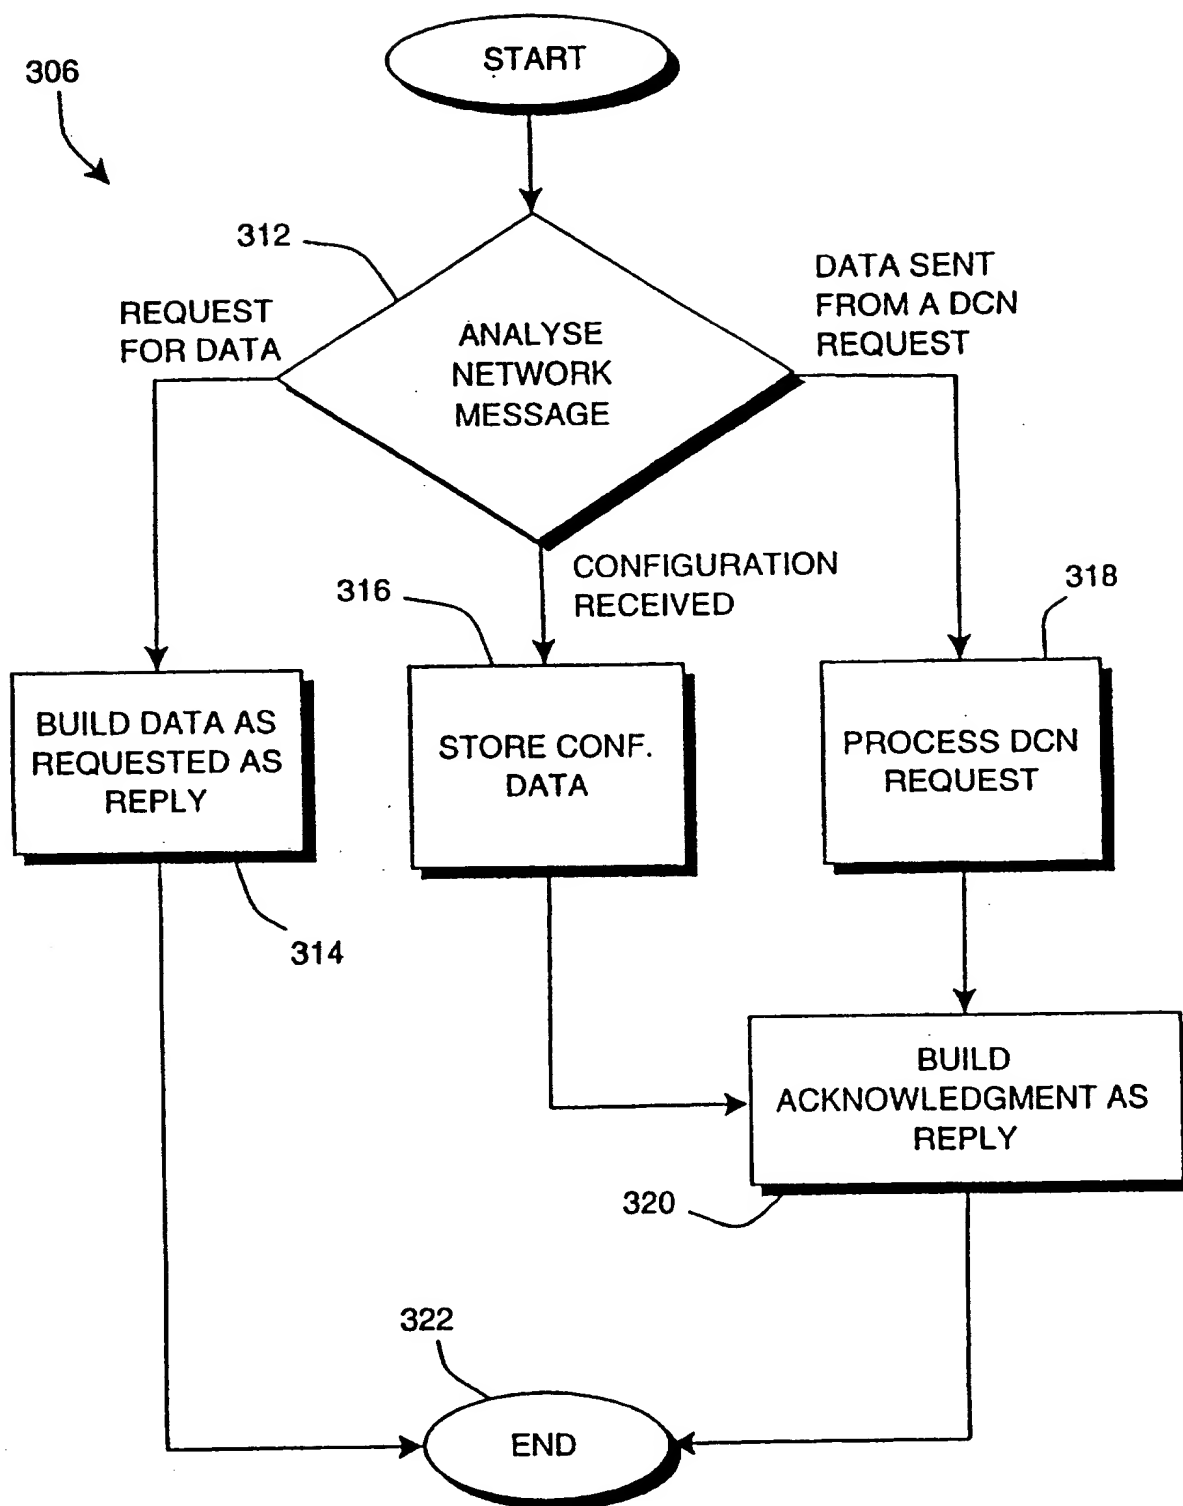 START
306
312
DATA SENT
FROM A DCN
REQUEST
REQUEST
FOR DATA
ANALYSE
NETWORK
MESSAGE
CONFIGURATION
RECEIVED
316
318
BUILD DATA AS
REQUESTED AS
REPLY
STORE CONF.
DATA
PROCESS DCN
REQUEST
314
BUILD
ACKNOWLEDGMENT AS
REPLY
320
322
END